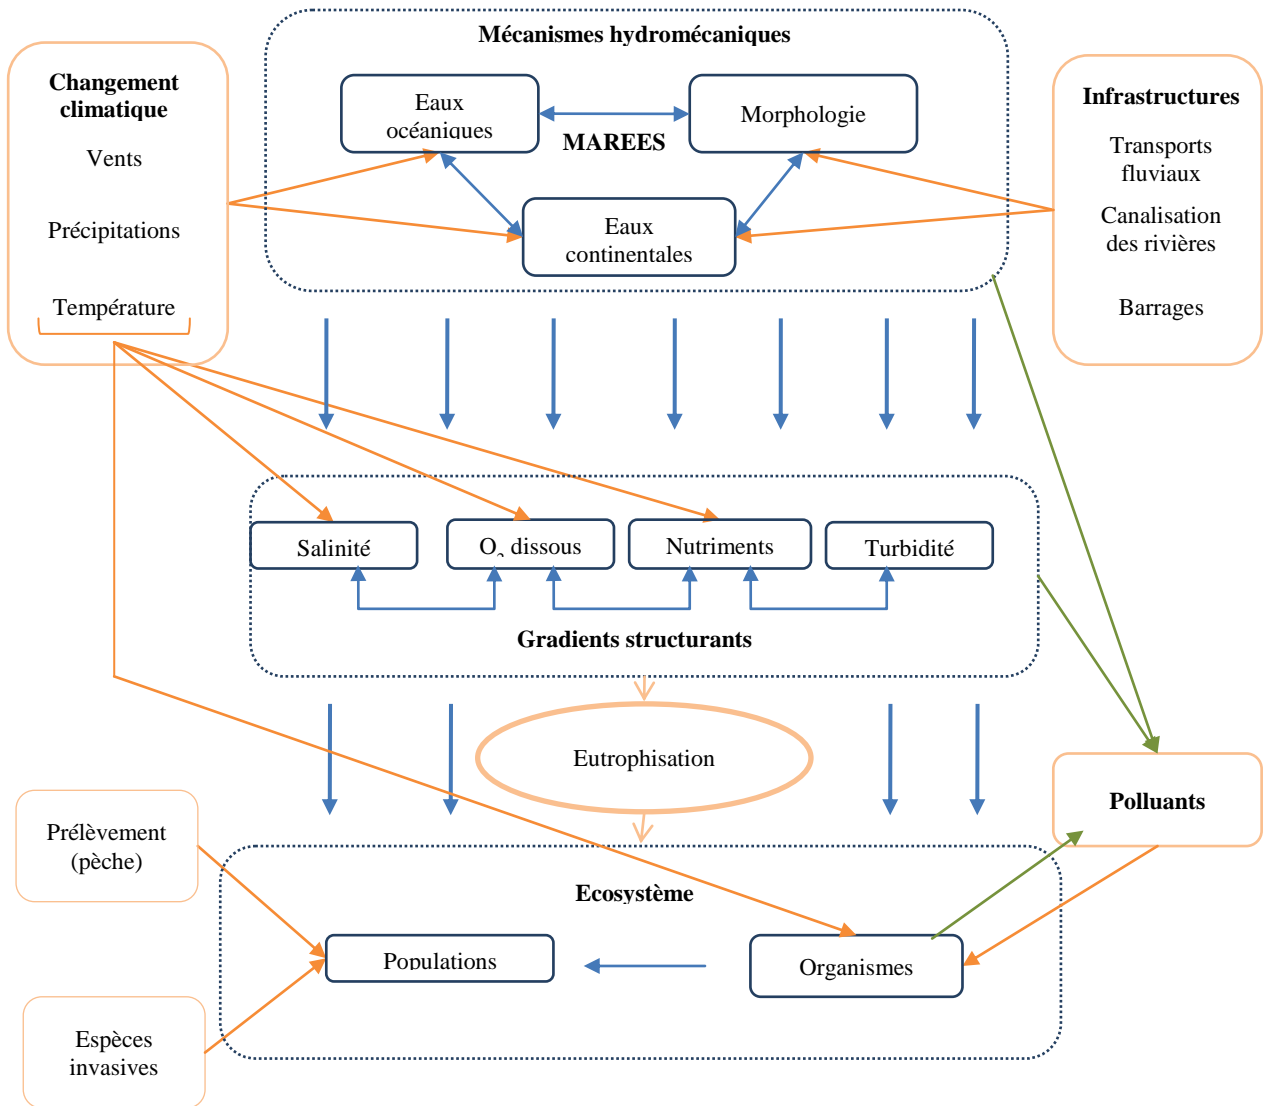 Mécanismes hydromécaniques
Changement
climatique
Vents
Précipitations
Température
Eaux
océaniques
Morphologie
MAREES
Eaux
continentales
Infrastructures
Transports
fluviaux
Canalisation
des rivières
Barrages
Salinité
O₂ dissous
Nutriments
Turbidité
Gradients structurants
Eutrophisation
Polluants
Prélèvement
(pèche)
Ecosystème
Populations
Organismes
Espèces
invasives